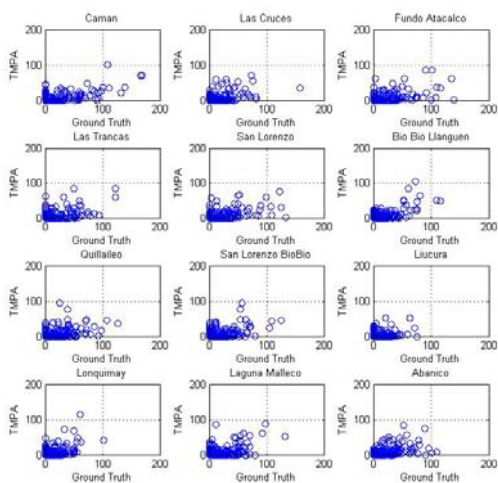 Caman Las Cruces Fundo Atacalco
200 200 200
TMPA 100 TMPA 100 TMPA 100
0 0 0
0 100 200 0 100 200 0 100 200
Ground Truth Ground Truth Ground Truth
Las Trancas San Lorenzo Bio Bio Llanguen
200 200 200
TMPA 100 TMPA 100 TMPA 100
0 0 0
0 100 200 0 100 200 0 100 200
Ground Truth Ground Truth Ground Truth
Quillaileo San Lorenzo BioBio Liucura
200 200 200
TMPA 100 TMPA 100 TMPA 100
0 0 0
0 100 200 0 100 200 0 100 200
Ground Truth Ground Truth Ground Truth
Lonquimay Laguna Malleco Abanico
200 200 200
TMPA 100 TMPA 100 TMPA 100
0 0 0
0 100 200 0 100 200 0 100 200
Ground Truth Ground Truth Ground Truth